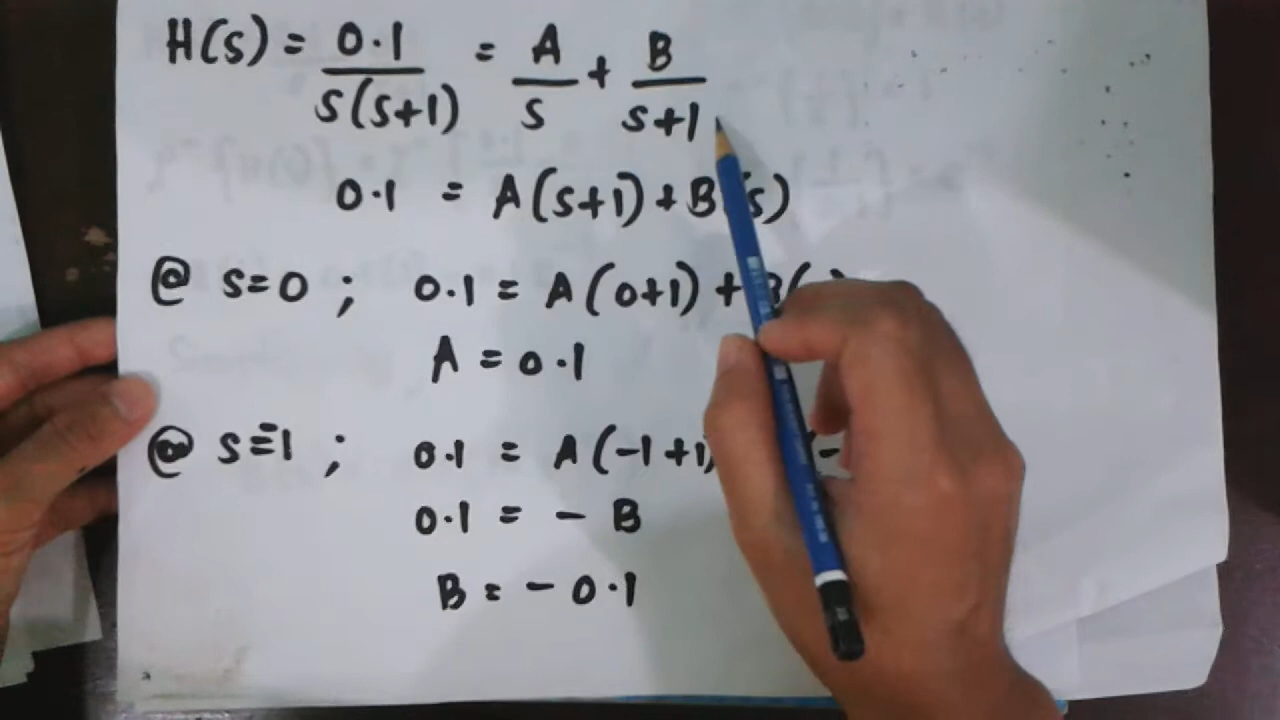 H(s) = 0.1 / s(s+1) = A / s + B / s+1
0.1 = A(s+1) + B(s)
@ s=0 ; 0.1 = A(0+1) + B(
A = 0.1
@ s=-1 ; 0.1 = A(-1+1) (-
0.1 = - B
B = - 0.1